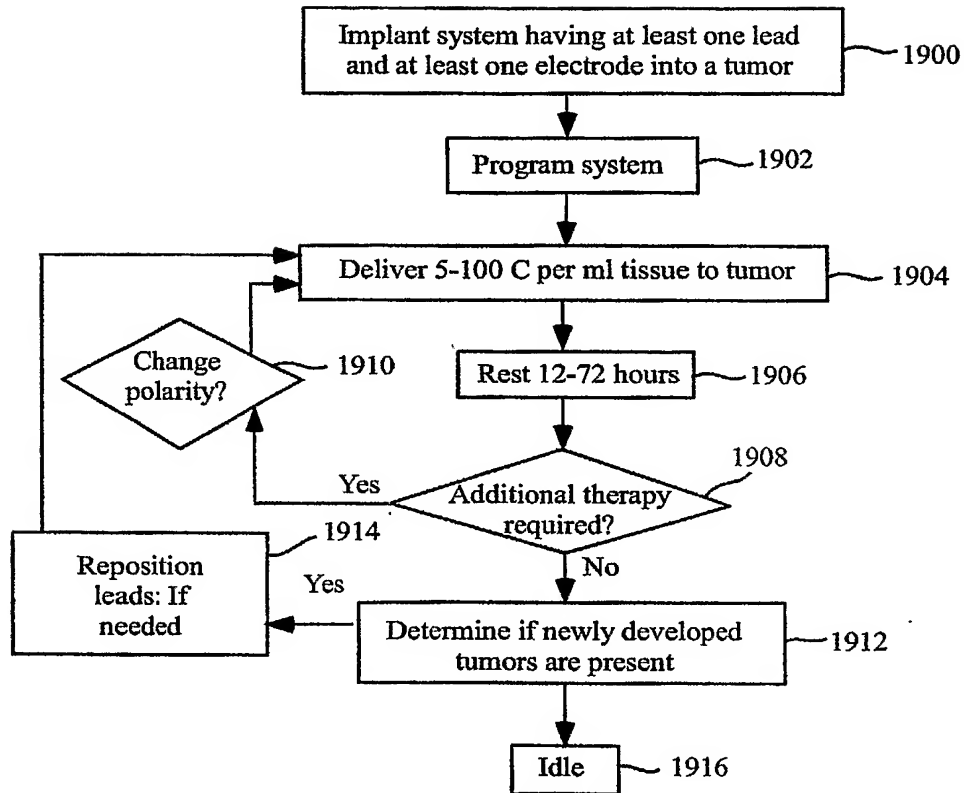 Implant system having at least one lead
and at least one electrode into a tumor
1900
Program system
1902
Deliver 5-100 C per ml tissue to tumor
1904
Change
polarity?
1910
Rest 12-72 hours
1906
1908
Yes
Additional therapy
required?
1914
No
Reposition
leads: If
needed
Yes
Determine if newly developed
tumors are present
1912
Idle
1916